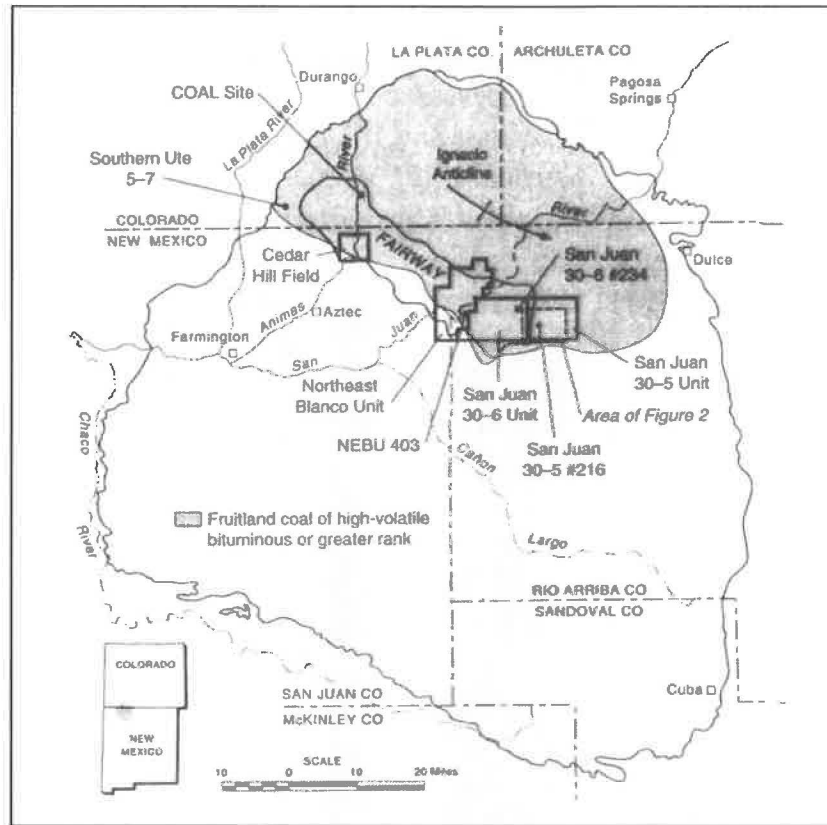 LA PLATA CO.
ARCHULETA CO
Durango
COAL Site
La Plata River
Pagosa
Springs
River
Ignacio
Anticline
Southern Ute
5–7
River
COLORADO
NEW MEXICO
FAIRWAY
Cedar
Hill Field
San Juan
30–6 #234
Dulce
Animas
Aztec
Juan
Farmington
San
Northeast
Blanco Unit
San Juan
30–6 Unit
San Juan
30–5 Unit
Area of Figure 2
NEBU 403
San Juan
30–5 #216
Chaco
River
Cañon
Largo
Fruitland coal of high-volatile
bituminous or greater rank
RIO ARRIBA CO
SANDOVAL CO
COLORADO
NEW
MEXICO
SAN JUAN CO
McKINLEY CO
Cuba
SCALE
10 0 10 20 Miles